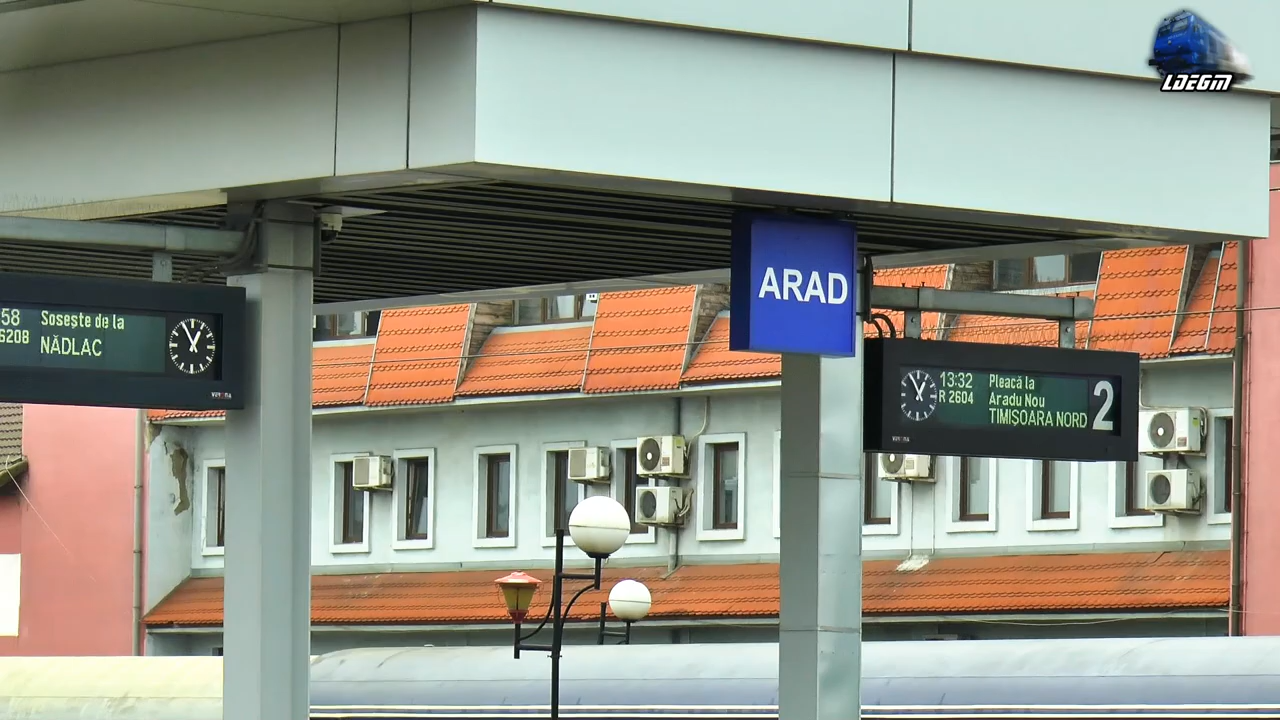 LDEGM
ARAD
58 Sosește de la
6208 NĂDLAC
13:32 Pleacă la
R 2604 Aradu Nou
TIMIȘOARA NORD
2